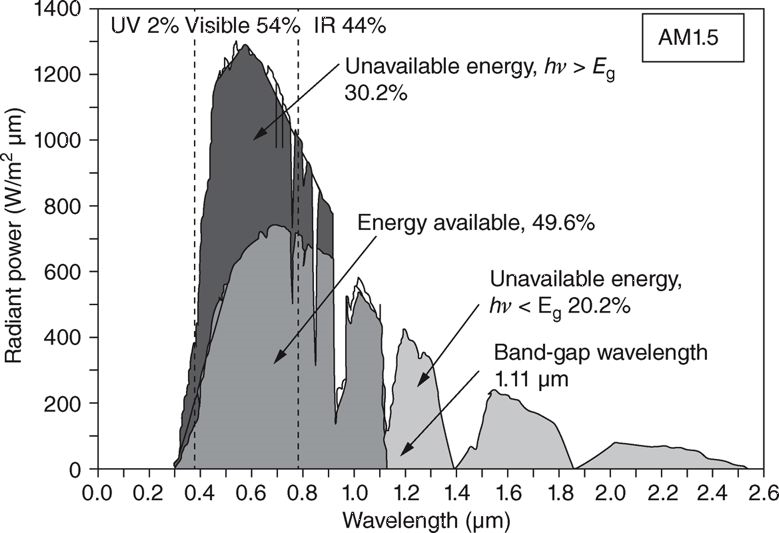 1400
1200
1000
800
600
400
200
0
Radiant power (W/m² μm)
UV 2% Visible 54% IR 44%
AM1.5
Unavailable energy, hν > Eg
30.2%
Energy available, 49.6%
Unavailable energy,
hν < Eg 20.2%
Band-gap wavelength
1.11 μm
0.0 0.2 0.4 0.6 0.8 1.0 1.2 1.4 1.6 1.8 2.0 2.2 2.4 2.6
Wavelength (μm)